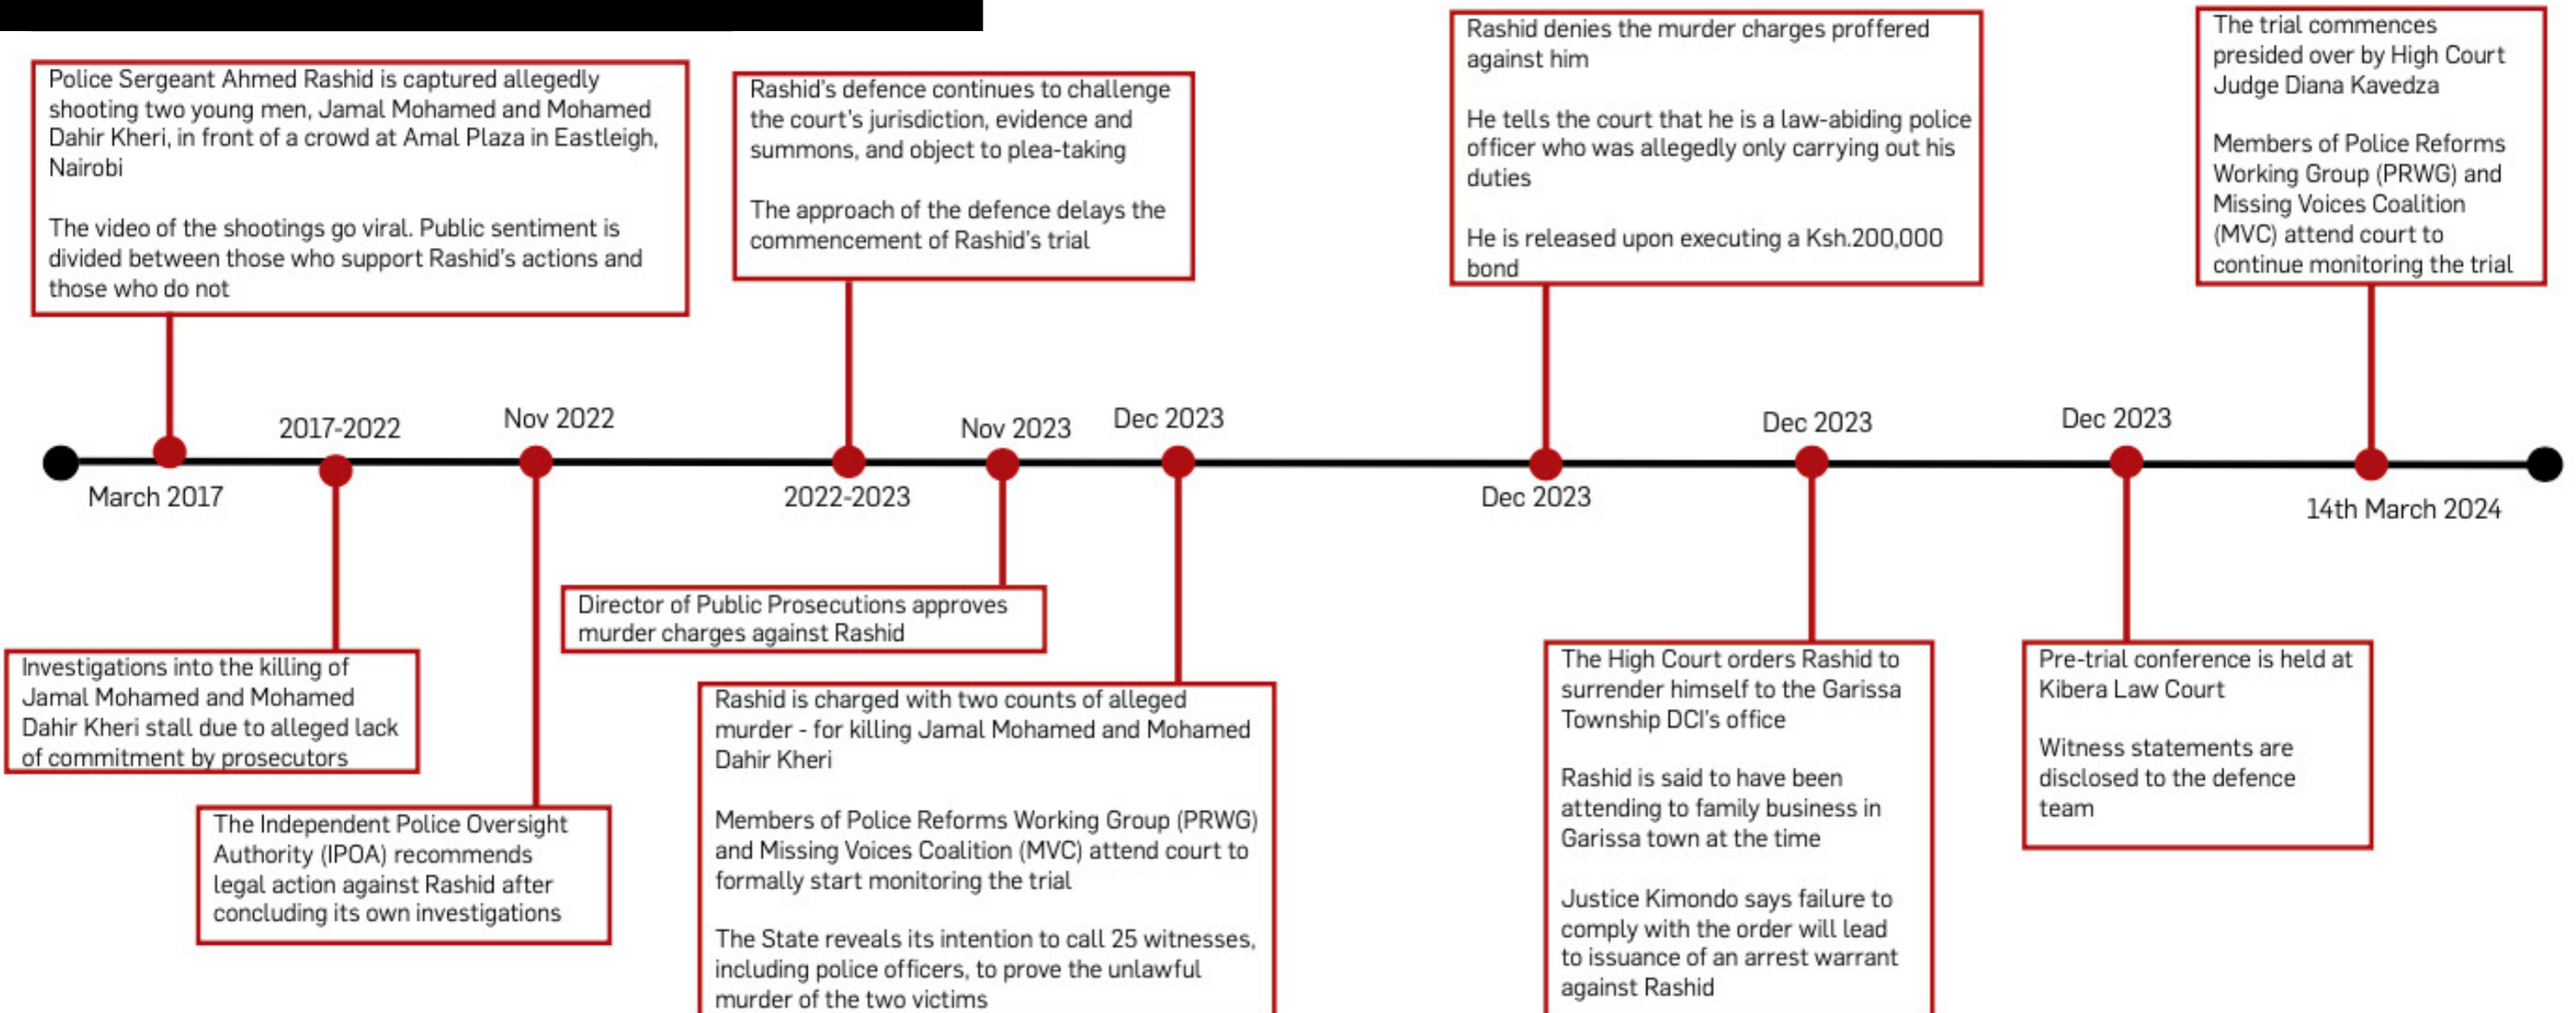 Police Sergeant Ahmed Rashid is captured allegedly
shooting two young men, Jamal Mohamed and Mohamed
Dahir Kheri, in front of a crowd at Amal Plaza in Eastleigh,
Nairobi
The video of the shootings go viral. Public sentiment is
divided between those who support Rashid's actions and
those who do not
March 2017
2017-2022
Investigations into the killing of
Jamal Mohamed and Mohamed
Dahir Kheri stall due to alleged lack
of commitment by prosecutors
Nov 2022
The Independent Police Oversight
Authority (IPOA) recommends
legal action against Rashid after
concluding its own investigations
Rashid's defence continues to challenge
the court's jurisdiction, evidence and
summons, and object to plea-taking
The approach of the defence delays the
commencement of Rashid's trial
2022-2023
Nov 2023
Director of Public Prosecutions approves
murder charges against Rashid
Dec 2023
Rashid is charged with two counts of alleged
murder - for killing Jamal Mohamed and Mohamed
Dahir Kheri
Members of Police Reforms Working Group (PRWG)
and Missing Voices Coalition (MVC) attend court to
formally start monitoring the trial
The State reveals its intention to call 25 witnesses,
including police officers, to prove the unlawful
murder of the two victims
Rashid denies the murder charges proffered
against him
He tells the court that he is a law-abiding police
officer who was allegedly only carrying out his
duties
He is released upon executing a Ksh.200,000
bond
Dec 2023
Dec 2023
The High Court orders Rashid to
surrender himself to the Garissa
Township DCI's office
Rashid is said to have been
attending to family business in
Garissa town at the time
Justice Kimondo says failure to
comply with the order will lead
to issuance of an arrest warrant
against Rashid
Dec 2023
Pre-trial conference is held at
Kibera Law Court
Witness statements are
disclosed to the defence
team
The trial commences
presided over by High Court
Judge Diana Kavedza
Members of Police Reforms
Working Group (PRWG) and
Missing Voices Coalition
(MVC) attend court to
continue monitoring the trial
14th March 2024